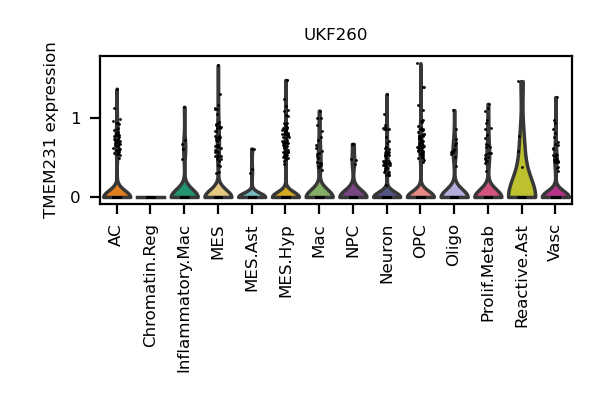 UKF260
TMEM231 expression
1
0
AC
Chromatin.Reg
Inflammatory.Mac
MES
MES.Ast
MES.Hyp
Mac
NPC
Neuron
OPC
Oligo
Prolif.Metab
Reactive.Ast
Vasc